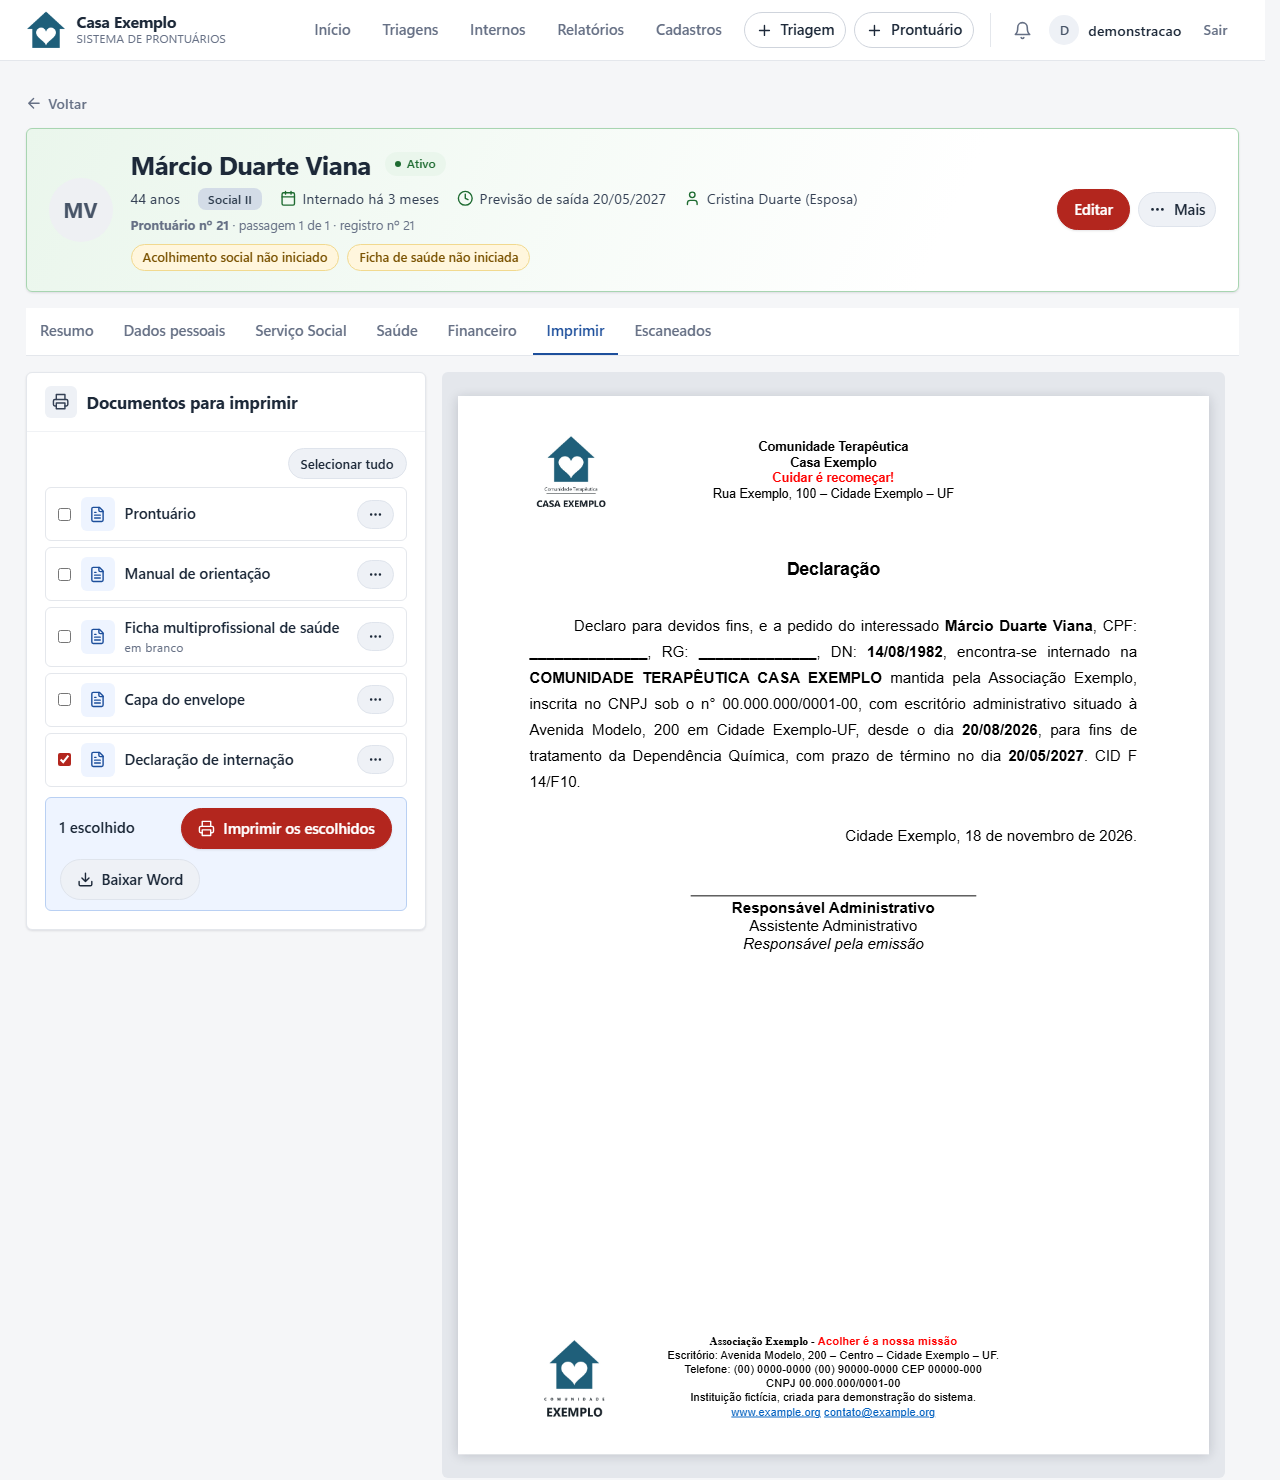 Casa Exemplo
SISTEMA DE PRONTUÁRIOS
Início
Triagens
Internos
Relatórios
Cadastros
+ Triagem
+ Prontuário
D
demonstracao
Sair
← Voltar
MV
Márcio Duarte Viana
Ativo
44 anos
Social II
Internado há 3 meses
Previsão de saída 20/05/2027
Cristina Duarte (Esposa)
Prontuário nº 21 · passagem 1 de 1 · registro nº 21
Acolhimento social não iniciado
Ficha de saúde não iniciada
Editar
··· Mais
Resumo
Dados pessoais
Serviço Social
Saúde
Financeiro
Imprimir
Escaneados
Documentos para imprimir
Selecionar tudo
Prontuário
Manual de orientação
Ficha multiprofissional de saúde
em branco
Capa do envelope
Declaração de internação
1 escolhido
Imprimir os escolhidos
Baixar Word
Comunidade Terapêutica
CASA EXEMPLO
Comunidade Terapêutica
Casa Exemplo
Cuidar é recomeçar!
Rua Exemplo, 100 – Cidade Exemplo – UF
Declaração
Declaro para devidos fins, e a pedido do interessado Márcio Duarte Viana, CPF:
______________, RG: ______________, DN: 14/08/1982, encontra-se internado na
COMUNIDADE TERAPÊUTICA CASA EXEMPLO mantida pela Associação Exemplo,
inscrita no CNPJ sob o n° 00.000.000/0001-00, com escritório administrativo situado à
Avenida Modelo, 200 em Cidade Exemplo-UF, desde o dia 20/08/2026, para fins de
tratamento da Dependência Química, com prazo de término no dia 20/05/2027. CID F
14/F10.
Cidade Exemplo, 18 de novembro de 2026.
Responsável Administrativo
Assistente Administrativo
Responsável pela emissão
COMUNIDADE
EXEMPLO
Associação Exemplo - Acolher é a nossa missão
Escritório: Avenida Modelo, 200 – Centro – Cidade Exemplo – UF.
Telefone: (00) 0000-0000 (00) 90000-0000 CEP 00000-000
CNPJ 00.000.000/0001-00
Instituição fictícia, criada para demonstração do sistema.
www.example.org contato@example.org